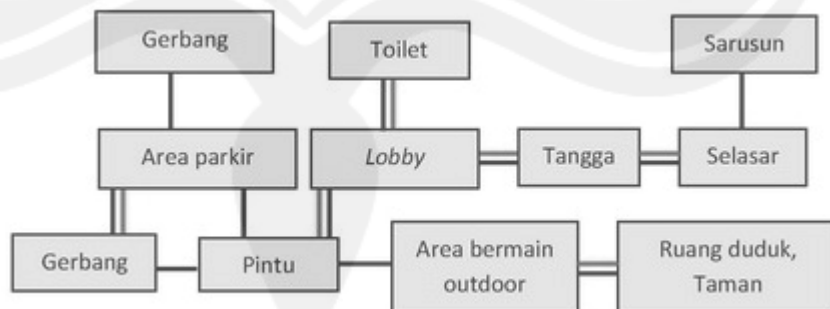 Gerbang
Toilet
Sarusun
Area parkir
Lobby
Tangga
Selasar
Gerbang
Pintu
Area bermain
outdoor
Ruang duduk,
Taman